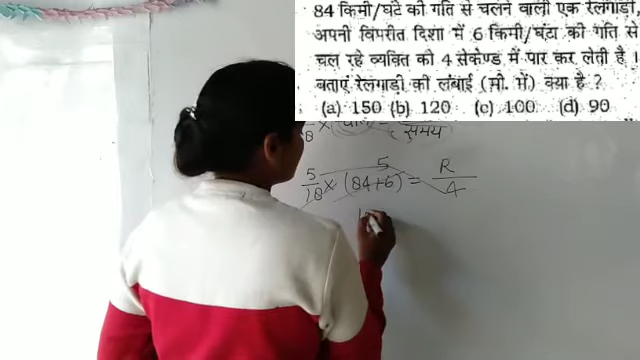 84 किमी/घंटे की गति से चलने वाली एक रेलगाड़ी,
अपनी विपरीत दिशा में 6 किमी/घंटा की गति से
चल रहे व्यक्ति को 4 सेकेण्ड में पार कर लेती है ।
बताएं रेलगाड़ी की लंबाई (मी. में) क्या है ?
(a) 150 (b) 120 (c) 100 (d) 90
समय
5 5 R
18 × (84+6) = 4